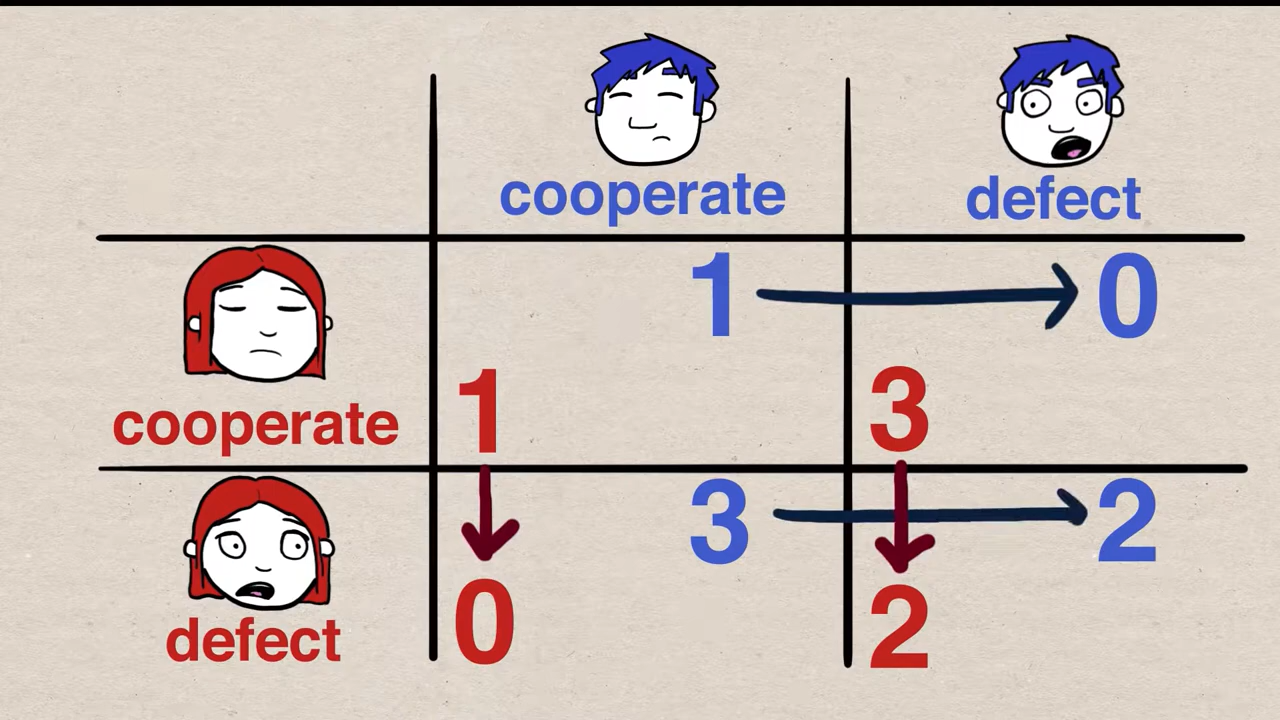 cooperate defect
1 0
cooperate 1 3
3 2
defect 0 2